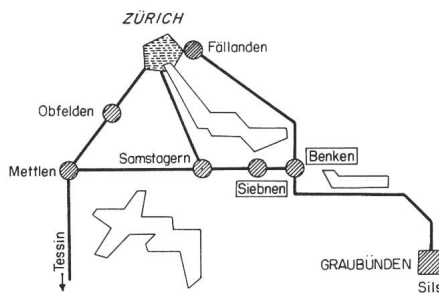 ZÜRICH
Fällanden
Obfelden
Samstagern
Benken
Mettlen
Siebnen
Tessin
GRAUBÜNDEN
Sils